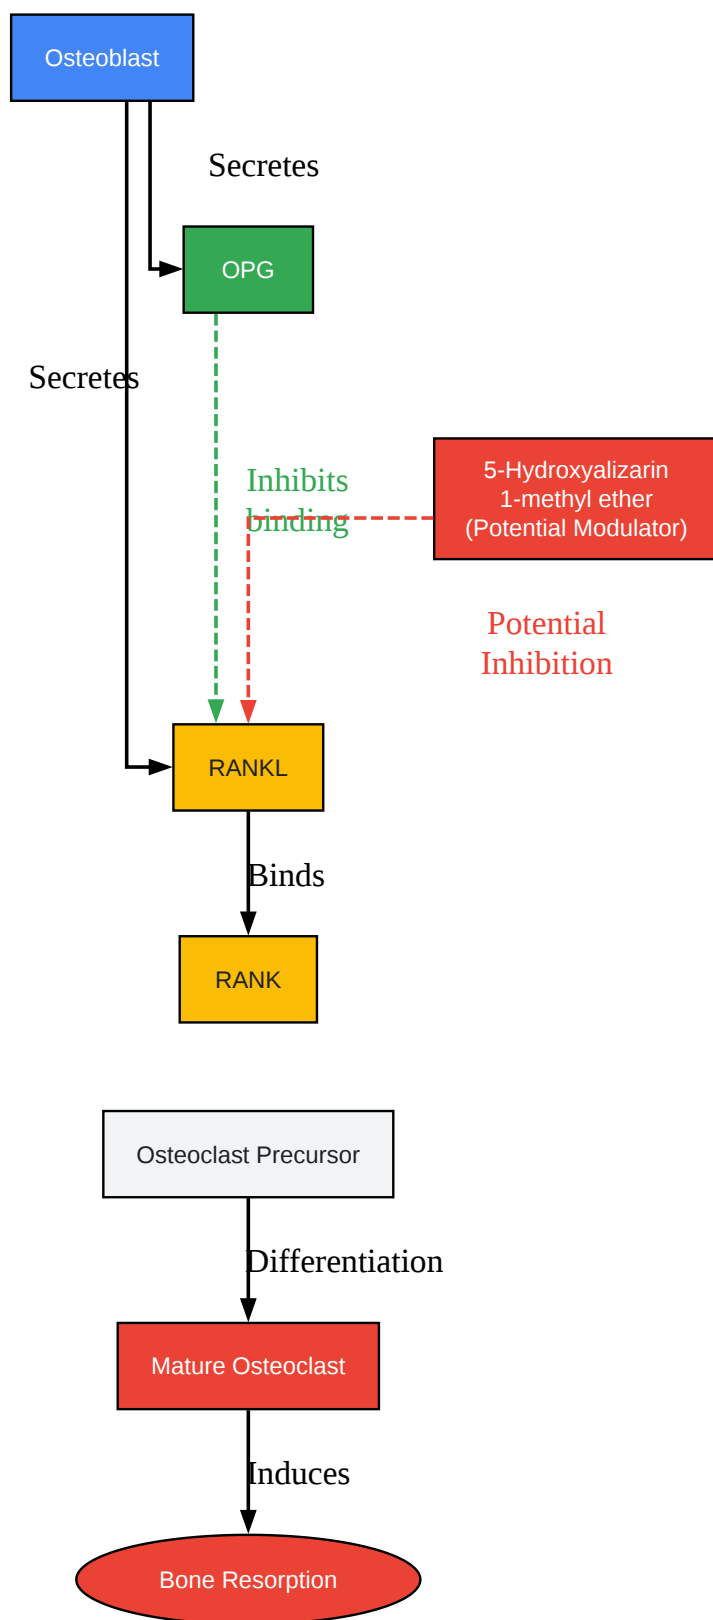 Osteoblast
Secretes
OPG
Secretes
Inhibits
binding
5-Hydroxyalizarin
1-methyl ether
(Potential Modulator)
Potential
Inhibition
RANKL
Binds
RANK
Osteoclast Precursor
Differentiation
Mature Osteoclast
Induces
Bone Resorption